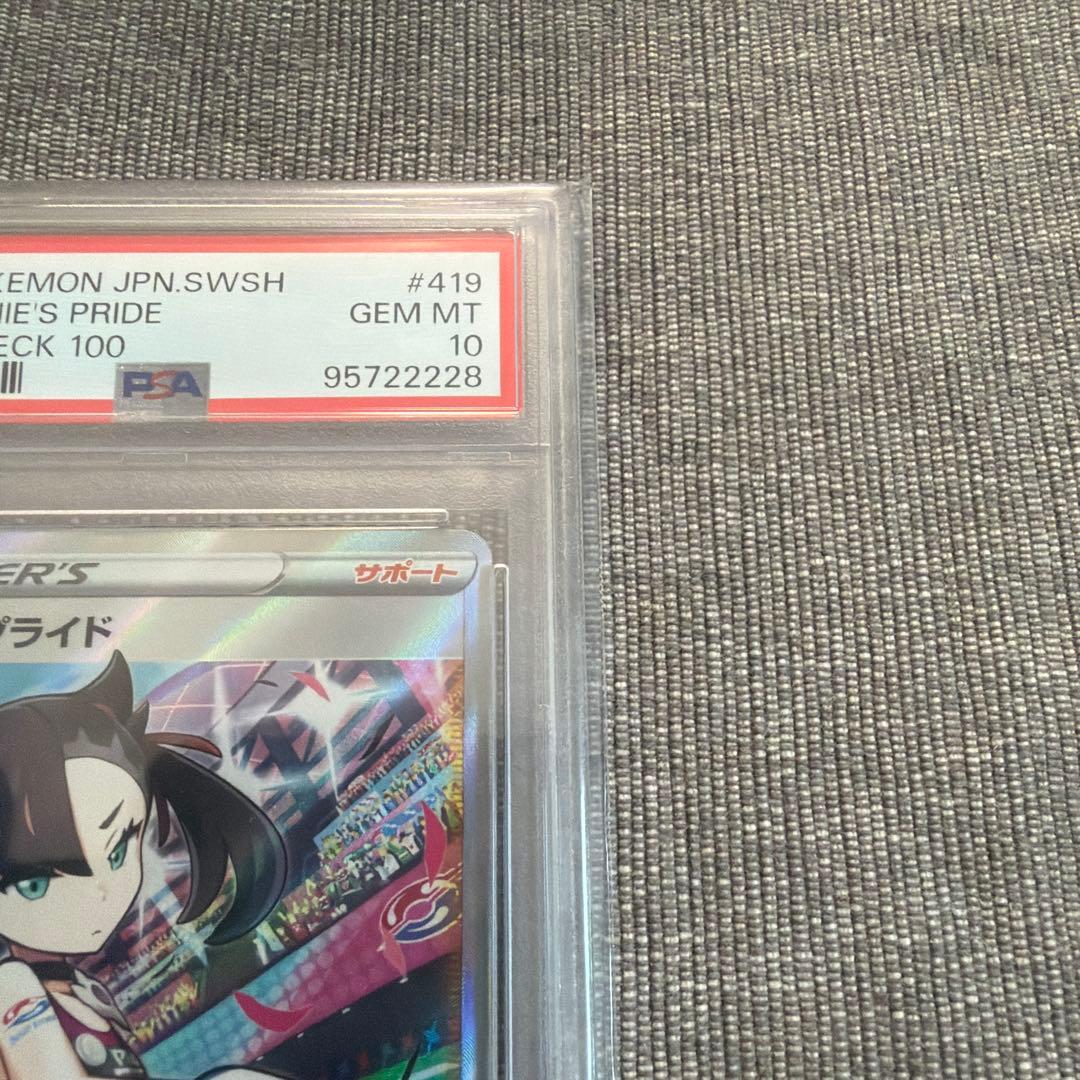 KEMON JPN.SWSH #419
NIE'S PRIDE GEM MT
ECK 100 10
PSA 95722228
ER'S サポート
プライド